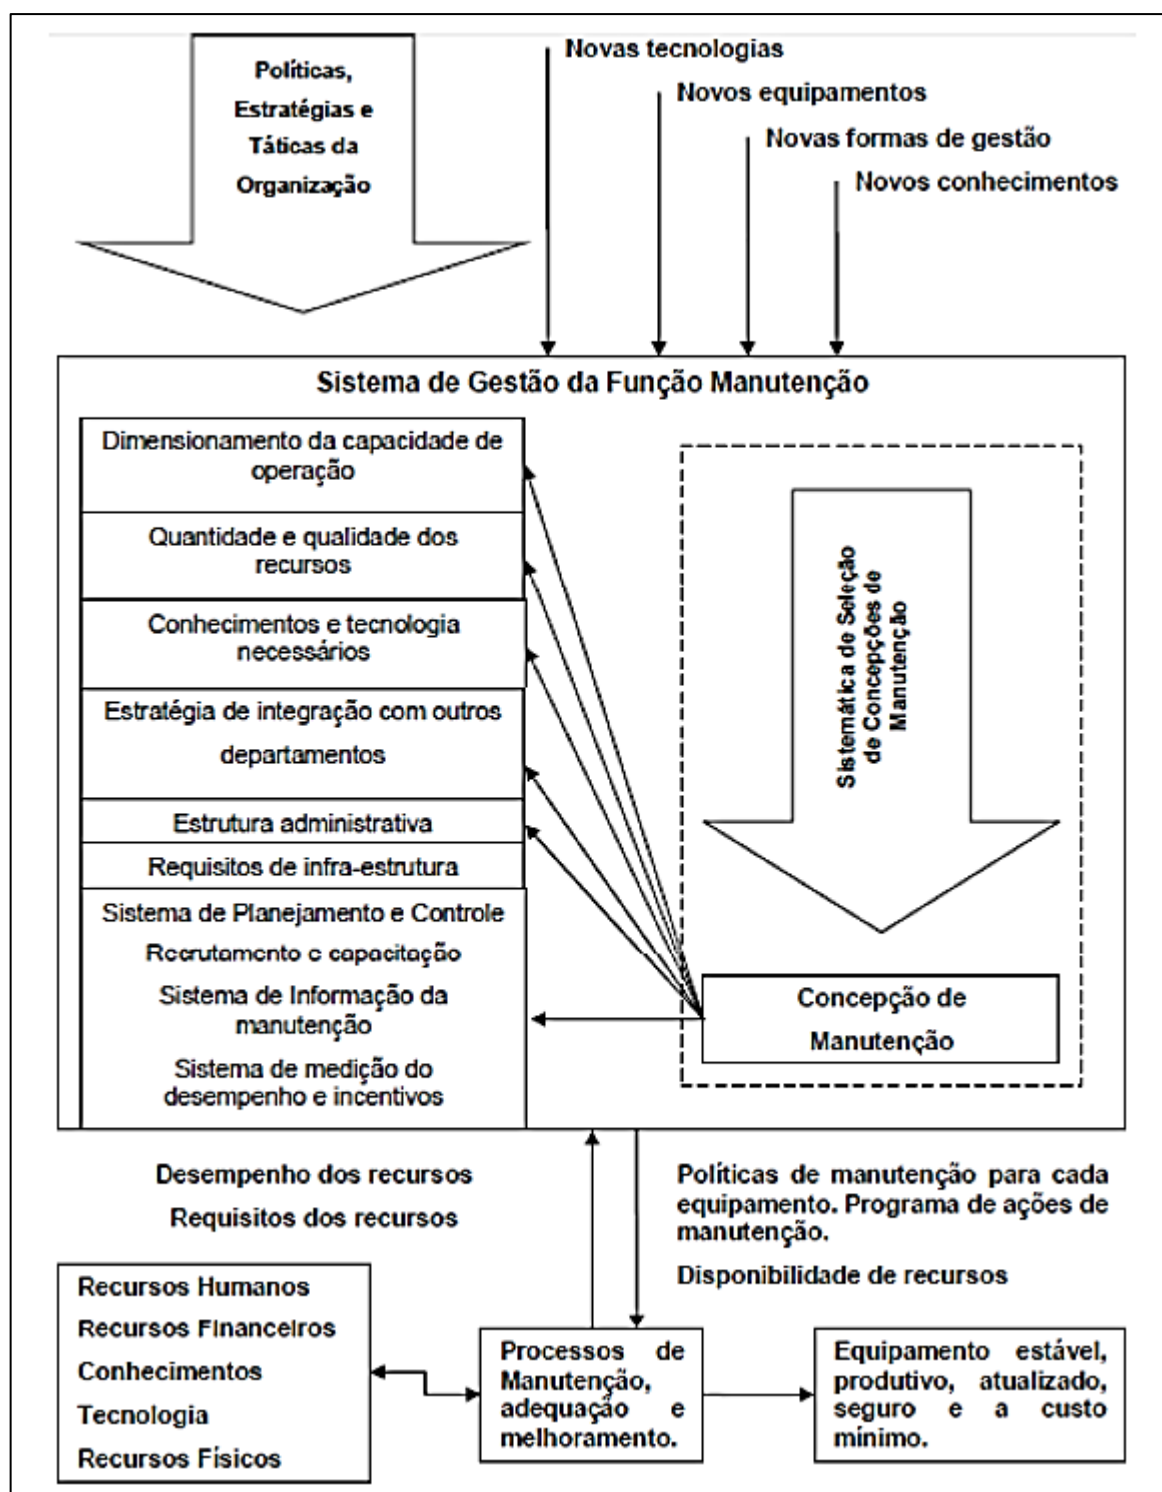 Políticas,
Estratégias e
Táticas da
Organização
Novas tecnologias
Novos equipamentos
Novas formas de gestão
Novos conhecimentos
Sistema de Gestão da Função Manutenção
Dimensionamento da capacidade de
operação
Quantidade e qualidade dos
recursos
Conhecimentos e tecnologia
necessários
Estratégia de integração com outros
departamentos
Estrutura administrativa
Requisitos de infra-estrutura
Sistema de Planejamento e Controle
Recrutamento e capacitação
Sistema de Informação da
manutenção
Sistema de medição do
desempenho e incentivos
Sistemática de Seleção
de Concepções de
Manutenção
Concepção de
Manutenção
Desempenho dos recursos
Requisitos dos recursos
Políticas de manutenção para cada
equipamento. Programa de ações de
manutenção.
Disponibilidade de recursos
Recursos Humanos
Recursos Financeiros
Conhecimentos
Tecnologia
Recursos Físicos
Processos de
Manutenção,
adequação e
melhoramento.
Equipamento estável,
produtivo, atualizado,
seguro e a custo
mínimo.